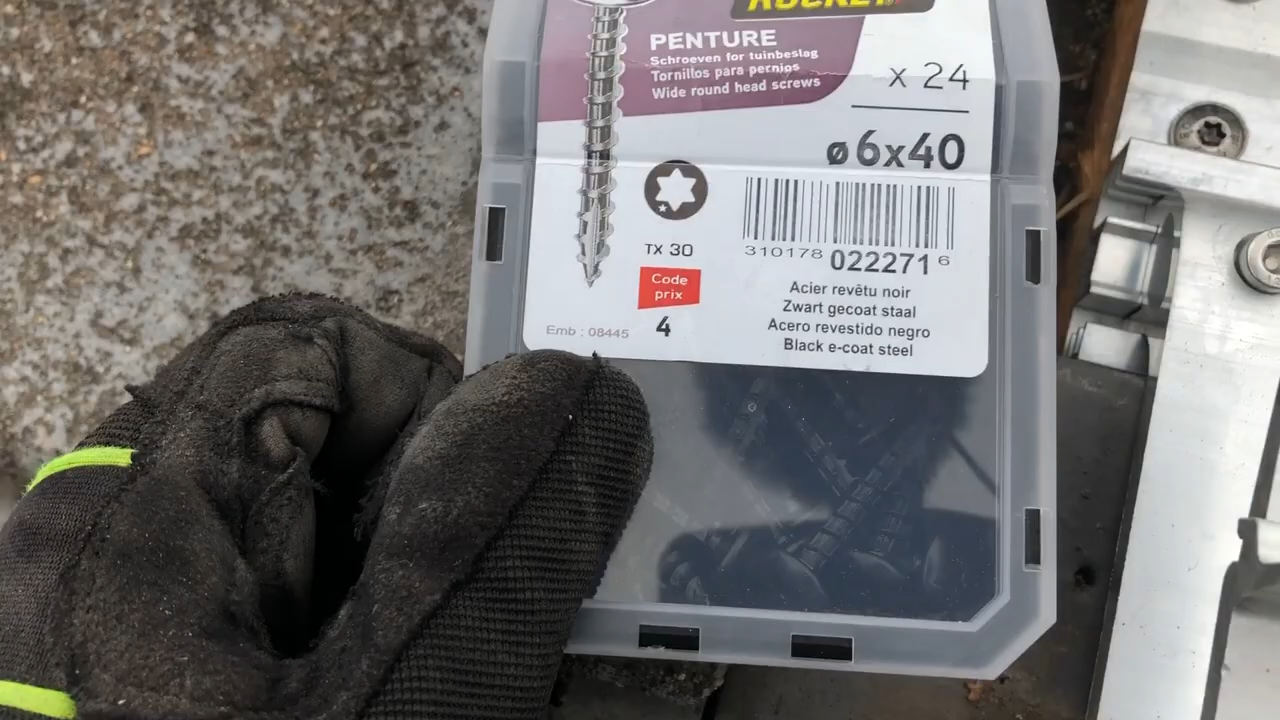 ROCKET
PENTURE
Schroeven for tuinbeslag
Tornillos para pernios
Wide round head screws
x 24
ø6x40
TX 30
Code
prix
4
Emb : 08445
310178 022271 6
Acier revêtu noir
Zwart gecoat staal
Acero revestido negro
Black e-coat steel